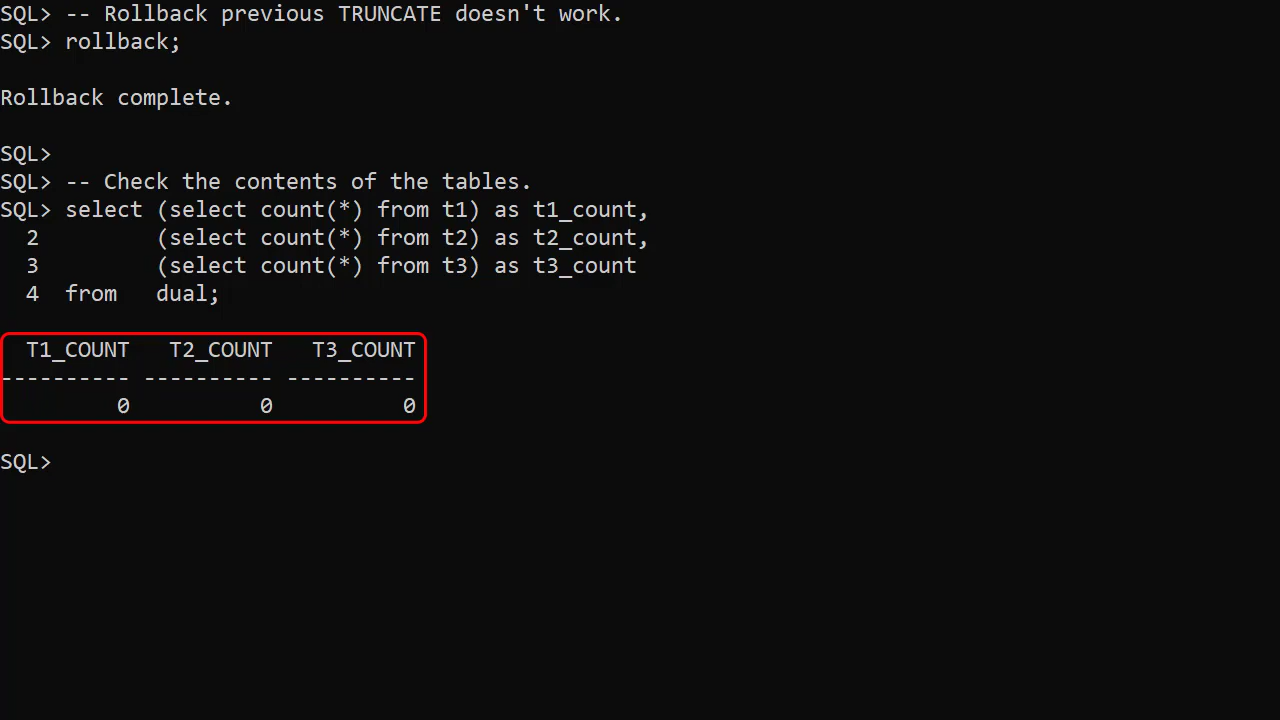 SQL> -- Rollback previous TRUNCATE doesn't work.
SQL> rollback;
Rollback complete.
SQL>
SQL> -- Check the contents of the tables.
SQL> select (select count(*) from t1) as t1_count,
  2         (select count(*) from t2) as t2_count,
  3         (select count(*) from t3) as t3_count
  4  from   dual;
  T1_COUNT   T2_COUNT   T3_COUNT
---------- ---------- ----------
         0          0          0
SQL>